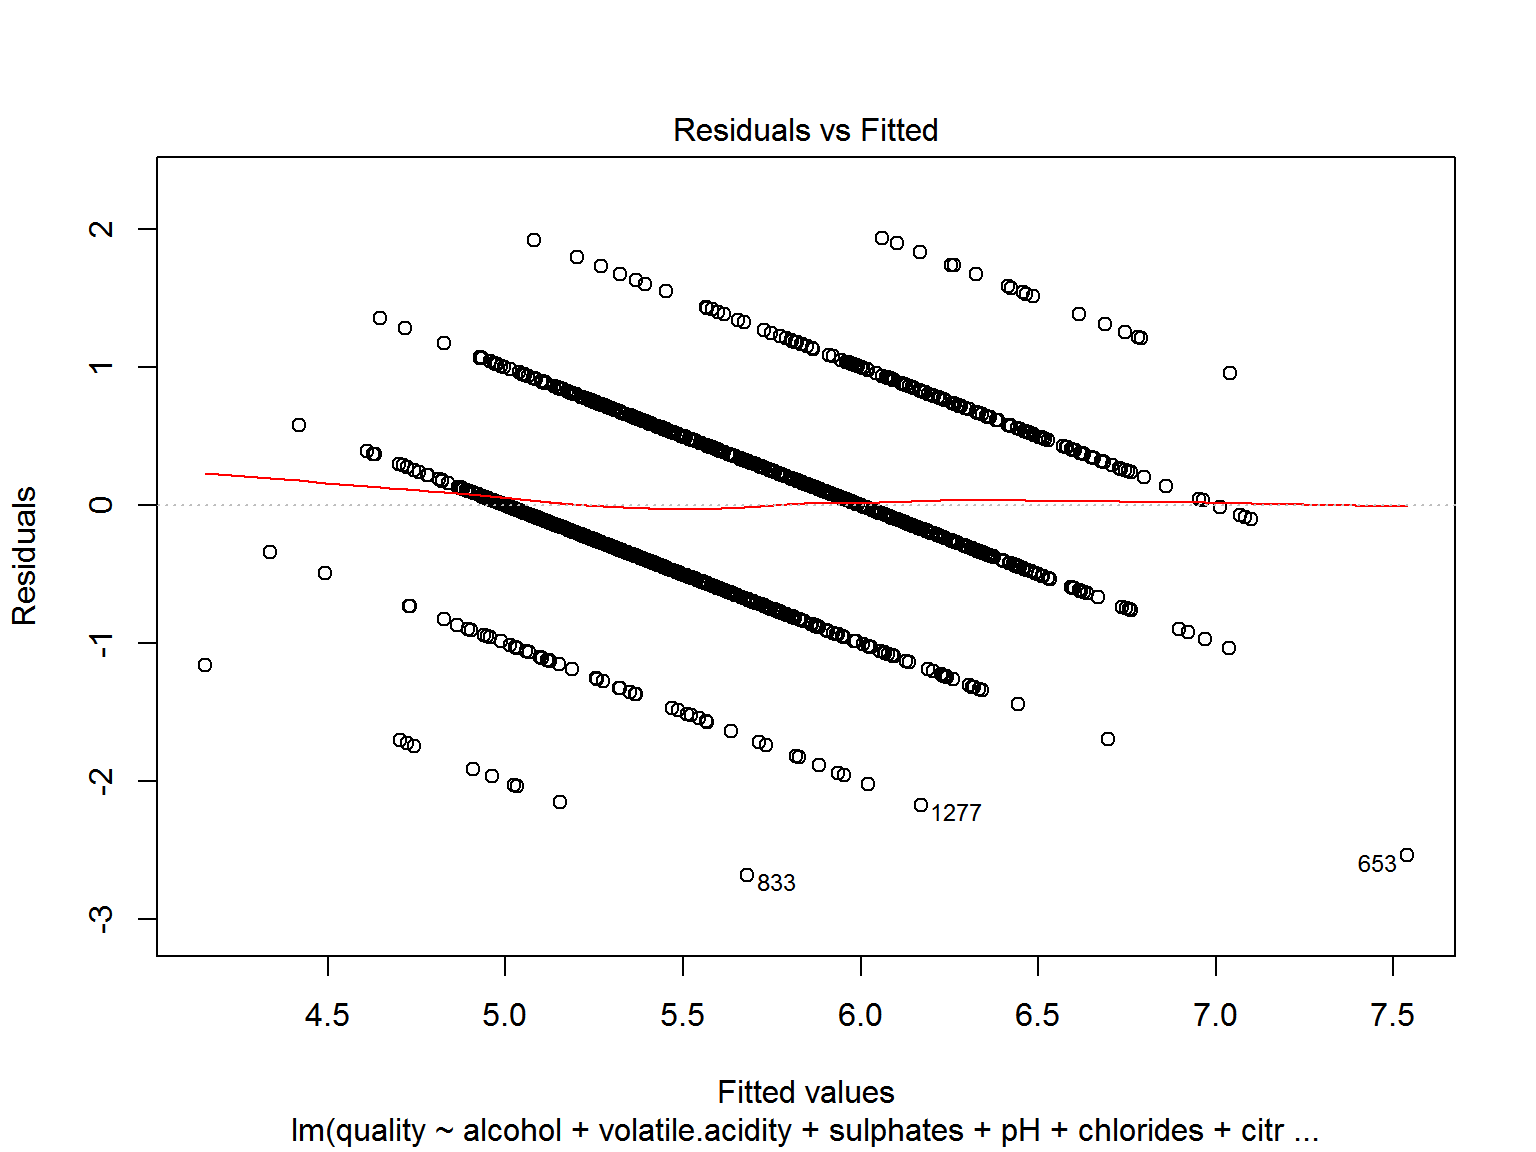 Residuals vs Fitted
Residuals
2
1
0
-1
-2
-3
1277
653
833
4.5 5.0 5.5 6.0 6.5 7.0 7.5
Fitted values
lm(quality ~ alcohol + volatile.acidity + sulphates + pH + chlorides + citr ...